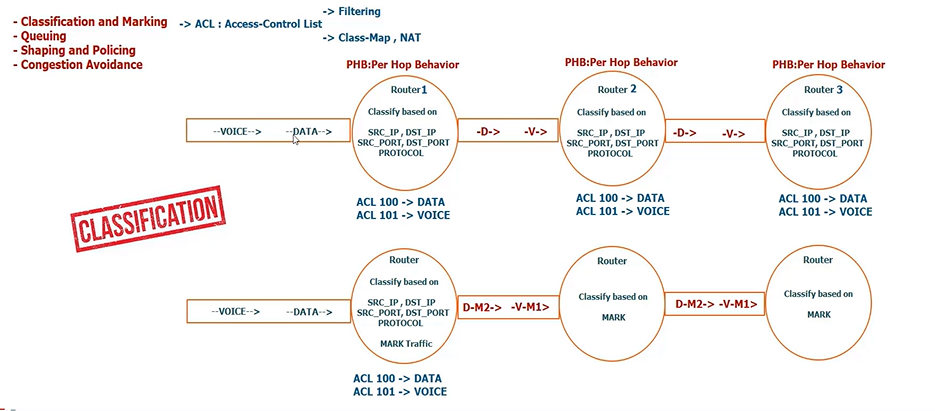 - Classification and Marking
- Queuing
- Shaping and Policing
- Congestion Avoidance
-> ACL : Access-Control List
-> Filtering
-> Class-Map , NAT
PHB:Per Hop Behavior
Router 1
Classify based on
SRC_IP , DST_IP
SRC_PORT, DST_PORT
PROTOCOL
PHB:Per Hop Behavior
Router 2
Classify based on
SRC_IP , DST_IP
SRC_PORT, DST_PORT
PROTOCOL
PHB:Per Hop Behavior
Router 3
Classify based on
SRC_IP , DST_IP
SRC_PORT, DST_PORT
PROTOCOL
--VOICE--> --DATA-->
-D-> -V->
-D-> -V->
ACL 100 -> DATA
ACL 101 -> VOICE
ACL 100 -> DATA
ACL 101 -> VOICE
ACL 100 -> DATA
ACL 101 -> VOICE
CLASSIFICATION
--VOICE--> --DATA-->
Router
Classify based on
SRC_IP , DST_IP
SRC_PORT, DST_PORT
PROTOCOL
MARK Traffic
D-M2-> -V-M1>
Router
Classify based on
MARK
D-M2-> -V-M1>
Router
Classify based on
MARK
ACL 100 -> DATA
ACL 101 -> VOICE